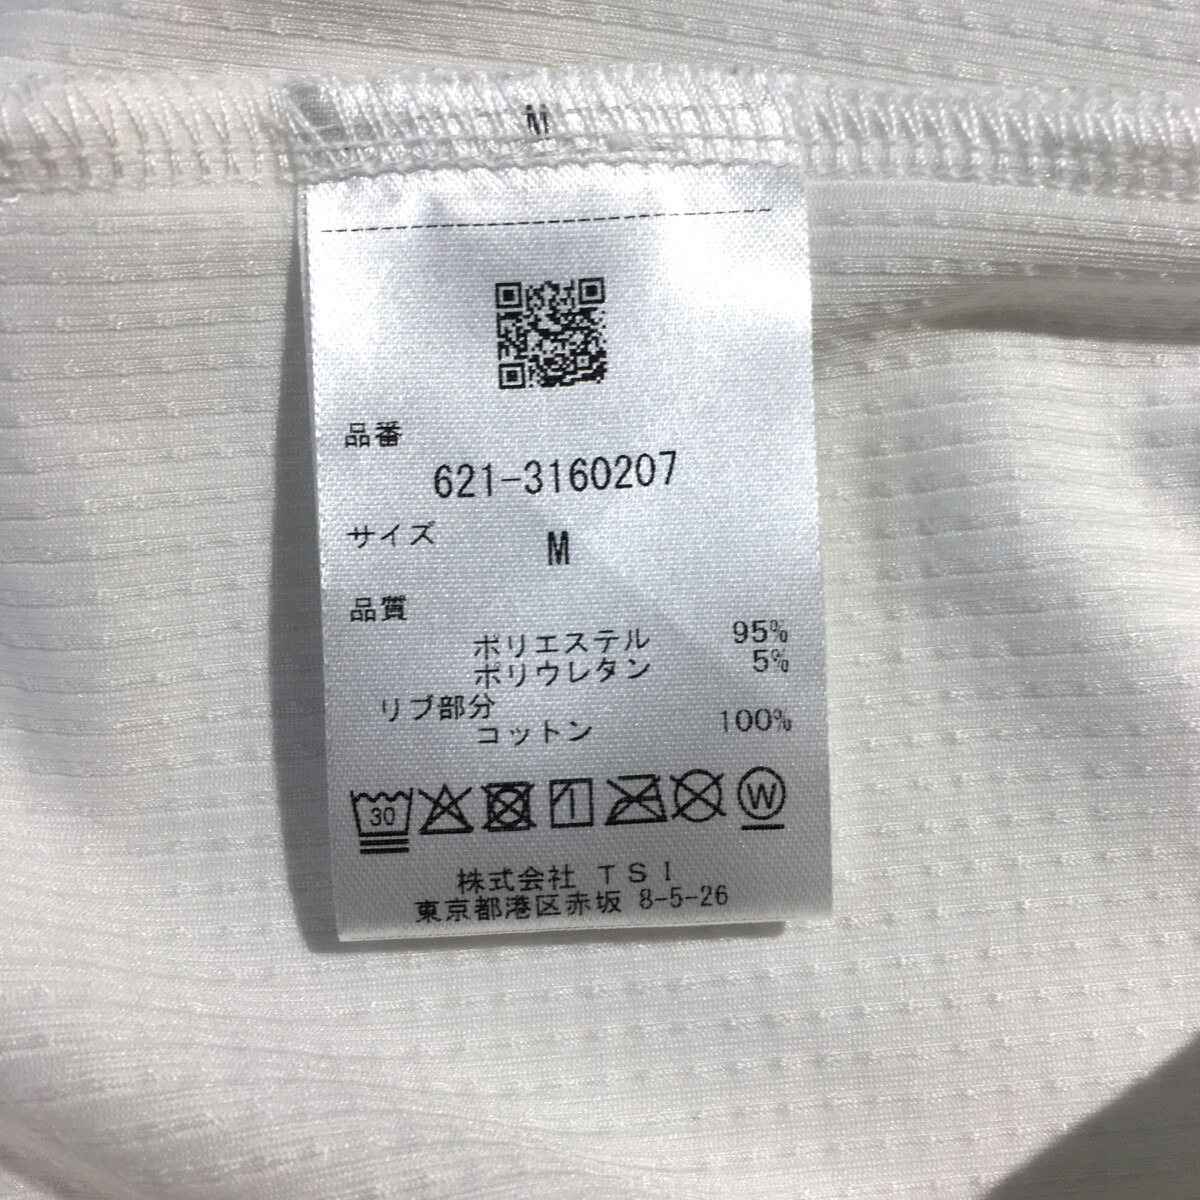 M
品番
621-3160207
サイズ M
品質
ポリエステル 95%
ポリウレタン 5%
リブ部分
コットン 100%
30 W
株式会社 TSI
東京都港区赤坂 8-5-26